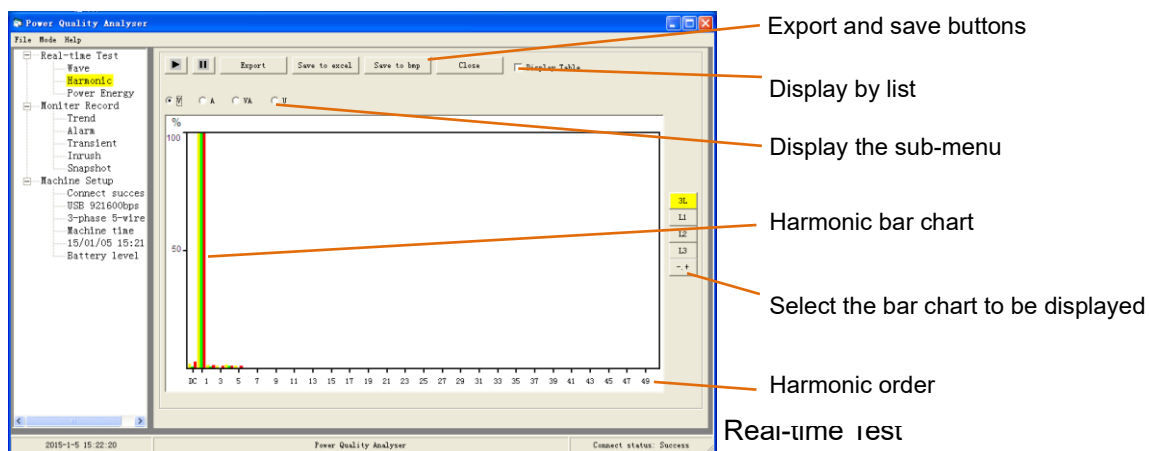 Power Quality Analyser
File Mode Help
Real-time Test
Wave
Harmonic
Power Energy
Moniter Record
Trend
Alarm
Transient
Inrush
Snapshot
Machine Setup
Connect succes
USB 921600bps
3-phase 5-wire
Machine time
15/01/05 15:21
Battery level
Export Save to excel Save to bmp Close Display Table
V A VA U
%
100
50
DC 1 3 5 7 9 11 13 15 17 19 21 23 25 27 29 31 33 35 37 39 41 43 45 47 49
3L
L1
L2
L3
-.+
Export and save buttons
Display by list
Display the sub-menu
Harmonic bar chart
Select the bar chart to be displayed
Harmonic order
Real-time Test
2015-1-5 15:22:20 Power Quality Analyser Connect status: Success